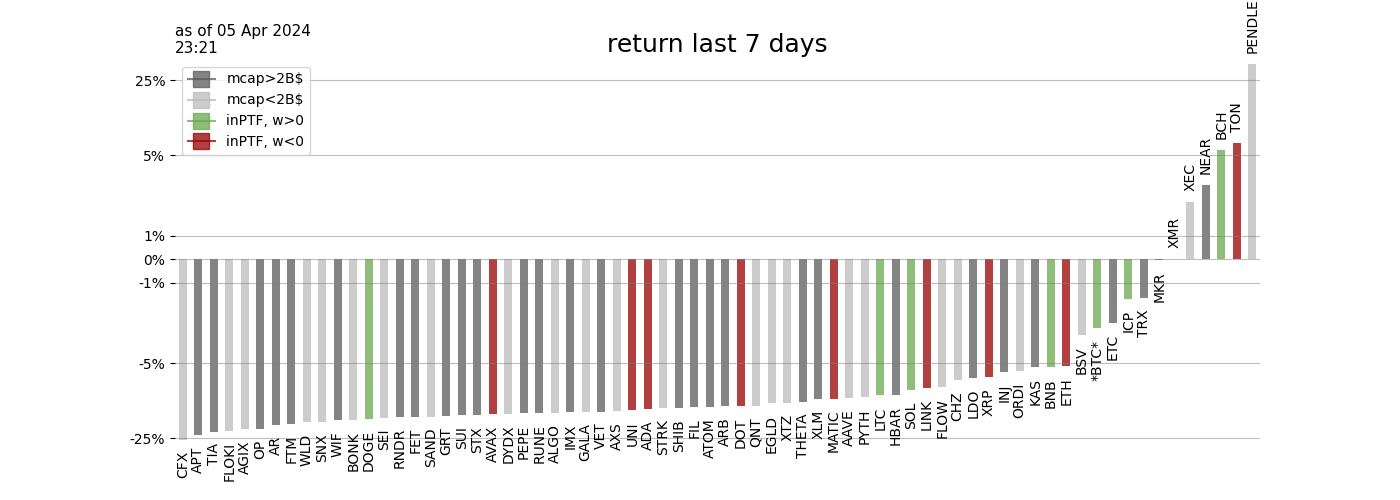 as of 05 Apr 2024
23:21
return last 7 days
mcap>2B$
mcap<2B$
inPTF, w>0
inPTF, w<0
25%
5%
1%
0%
-1%
-5%
-25%
CFX
APT
TIA
FLOKI
AGIX
OP
AR
FTM
WLD
SNX
WIF
BONK
DOGE
SEI
RNDR
FET
SAND
GRT
SUI
STX
AVAX
DYDX
PEPE
RUNE
ALGO
IMX
GALA
VET
AXS
UNI
ADA
STRK
SHIB
FIL
ATOM
ARB
DOT
QNT
EGLD
XTZ
THETA
XLM
MATIC
AAVE
PYTH
LTC
HBAR
SOL
LINK
FLOW
CHZ
LDO
XRP
INJ
ORDI
KAS
BNB
ETH
BSV
*BTC*
ETC
ICP
TRX
MKR
XMR
XEC
NEAR
BCH
TON
PENDLE